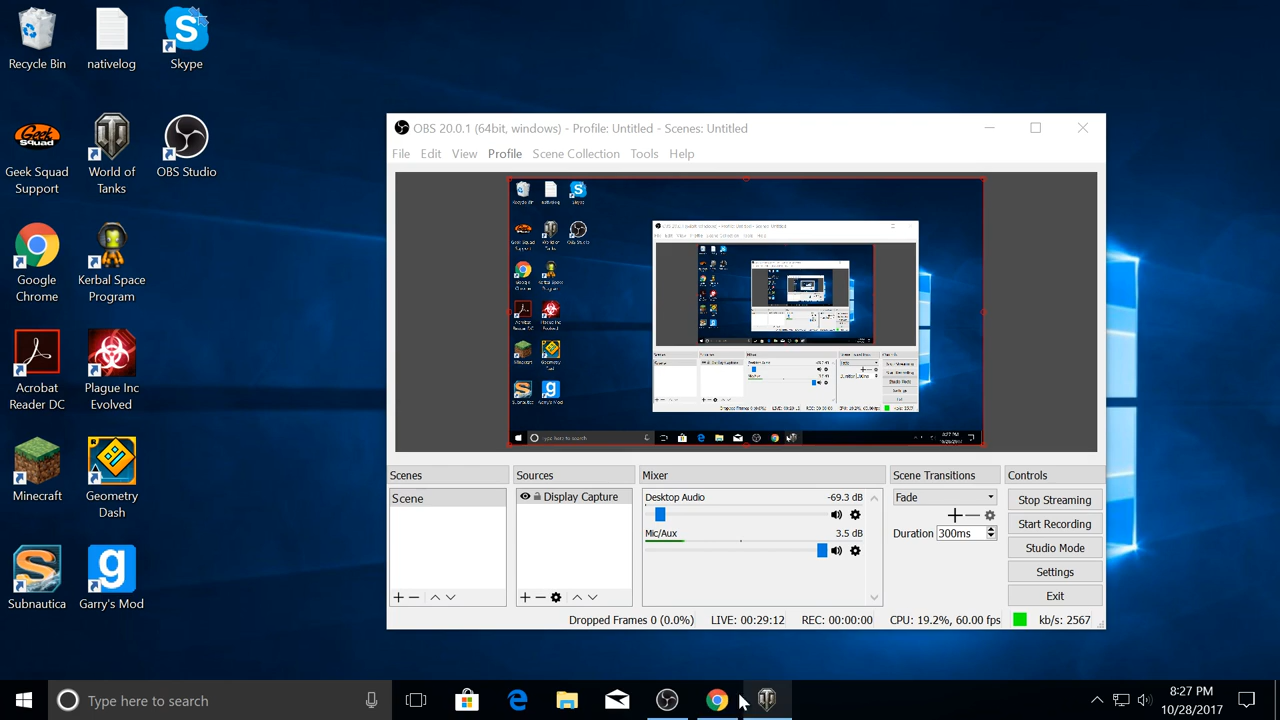 Recycle Bin
nativelog
Skype
Geek Squad
Support
World of
Tanks
OBS Studio
Google
Chrome
Kerbal Space
Program
Acrobat
Reader DC
Plague Inc
Evolved
Minecraft
Geometry
Dash
Subnautica
Garry's Mod
OBS 20.0.1 (64bit, windows) - Profile: Untitled - Scenes: Untitled
File Edit View Profile Scene Collection Tools Help
Scenes
Scene
Sources
Display Capture
Mixer
Desktop Audio -69.3 dB
Mic/Aux 3.5 dB
Scene Transitions
Fade
Duration 300ms
Controls
Stop Streaming
Start Recording
Studio Mode
Settings
Exit
Dropped Frames 0 (0.0%) LIVE: 00:29:12 REC: 00:00:00 CPU: 19.2%, 60.00 fps kb/s: 2567
Type here to search
8:27 PM
10/28/2017